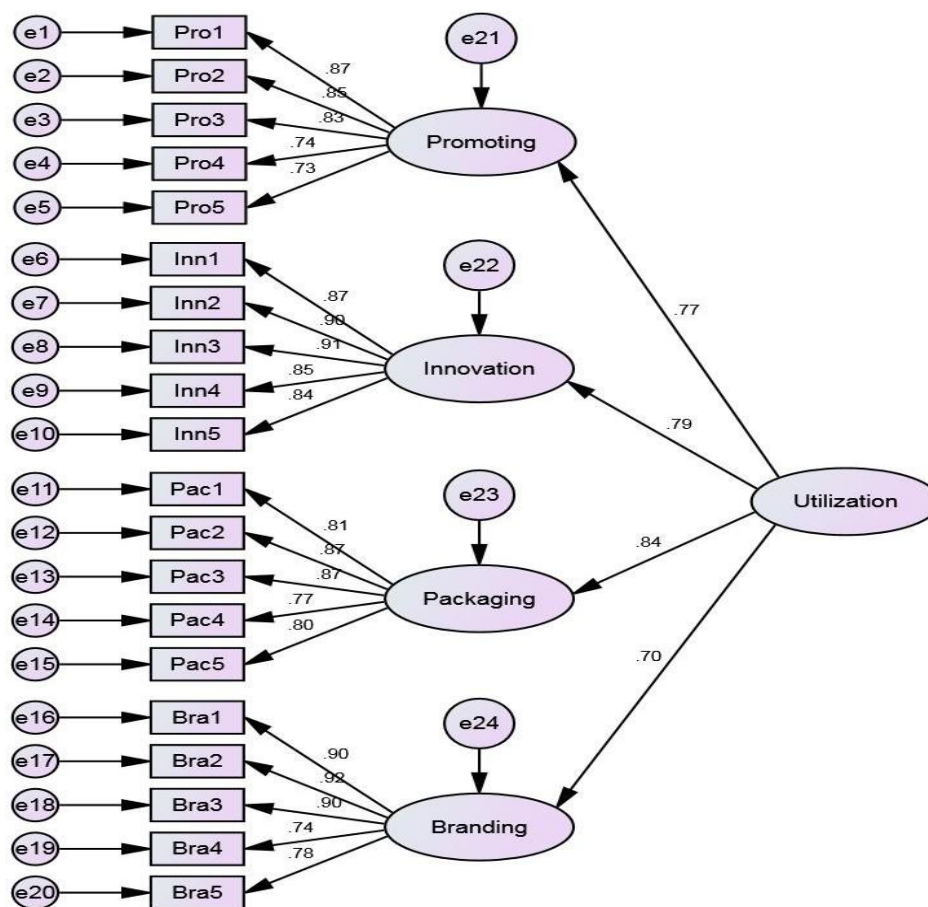 e1
Pro1
e21
.87
e2
Pro2
.85
e3
Pro3
.83
Promoting
e4
Pro4
.74
e5
Pro5
.73
e6
Inn1
e22
.87
.77
e7
Inn2
.90
e8
Inn3
.91
Innovation
e9
Inn4
.85
e10
Inn5
.84
.79
e11
Pac1
e23
.81
Utilization
e12
Pac2
.87
.84
e13
Pac3
.87
Packaging
e14
Pac4
.77
e15
Pac5
.80
.70
e16
Bra1
e24
.90
e17
Bra2
.92
e18
Bra3
.90
Branding
e19
Bra4
.74
e20
Bra5
.78